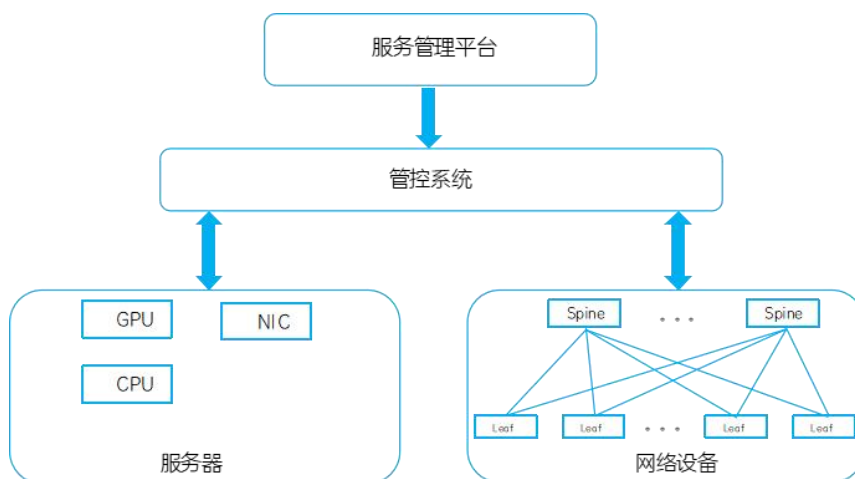 服务管理平台
管控系统
GPU
NIC
CPU
服务器
Spine
Spine
Leaf
Leaf
Leaf
Leaf
网络设备